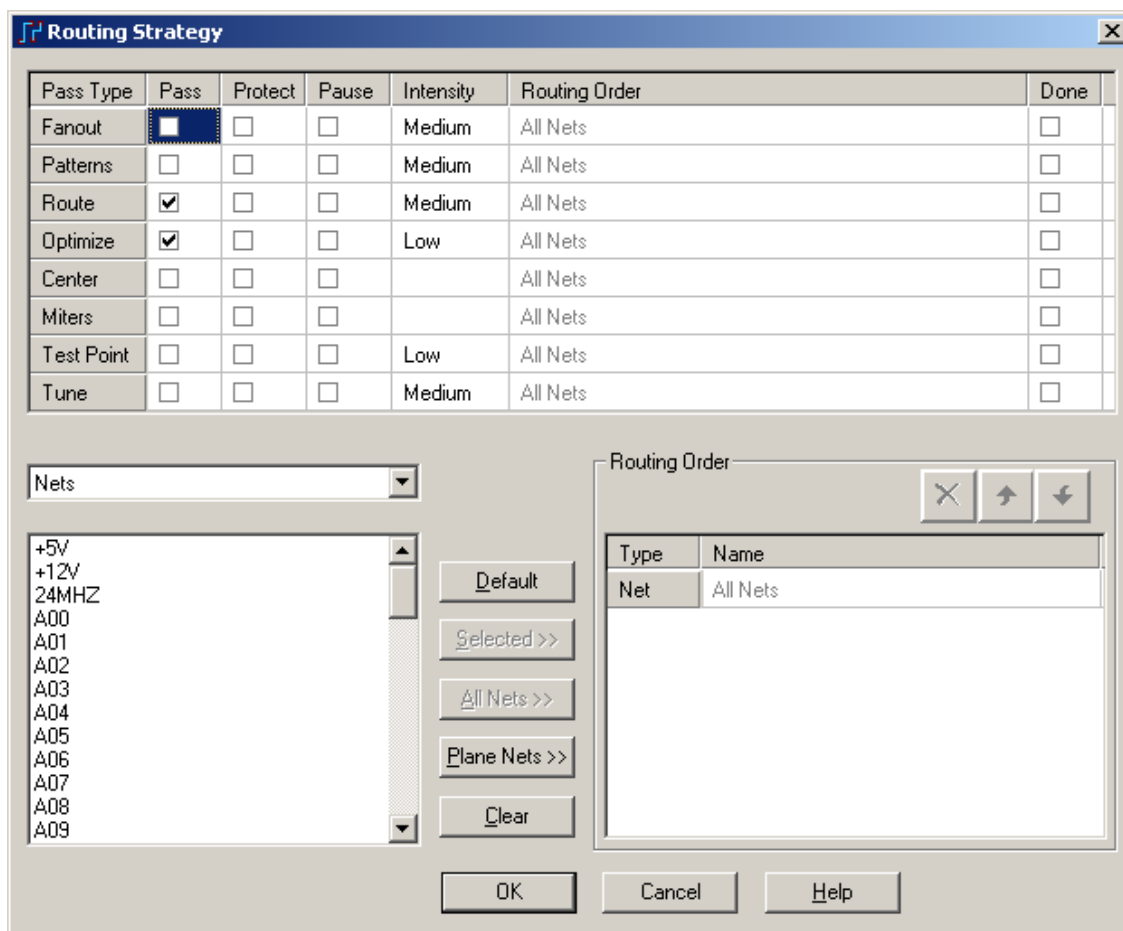 Routing Strategy
Pass Type Pass Protect Pause Intensity Routing Order Done
Fanout Medium All Nets
Patterns Medium All Nets
Route Medium All Nets
Optimize Low All Nets
Center All Nets
Miters All Nets
Test Point Low All Nets
Tune Medium All Nets
Nets
+5V
+12V
24MHZ
A00
A01
A02
A03
A04
A05
A06
A07
A08
A09
Default
Selected >>
All Nets >>
Plane Nets >>
Clear
Routing Order
Type Name
Net All Nets
OK Cancel Help